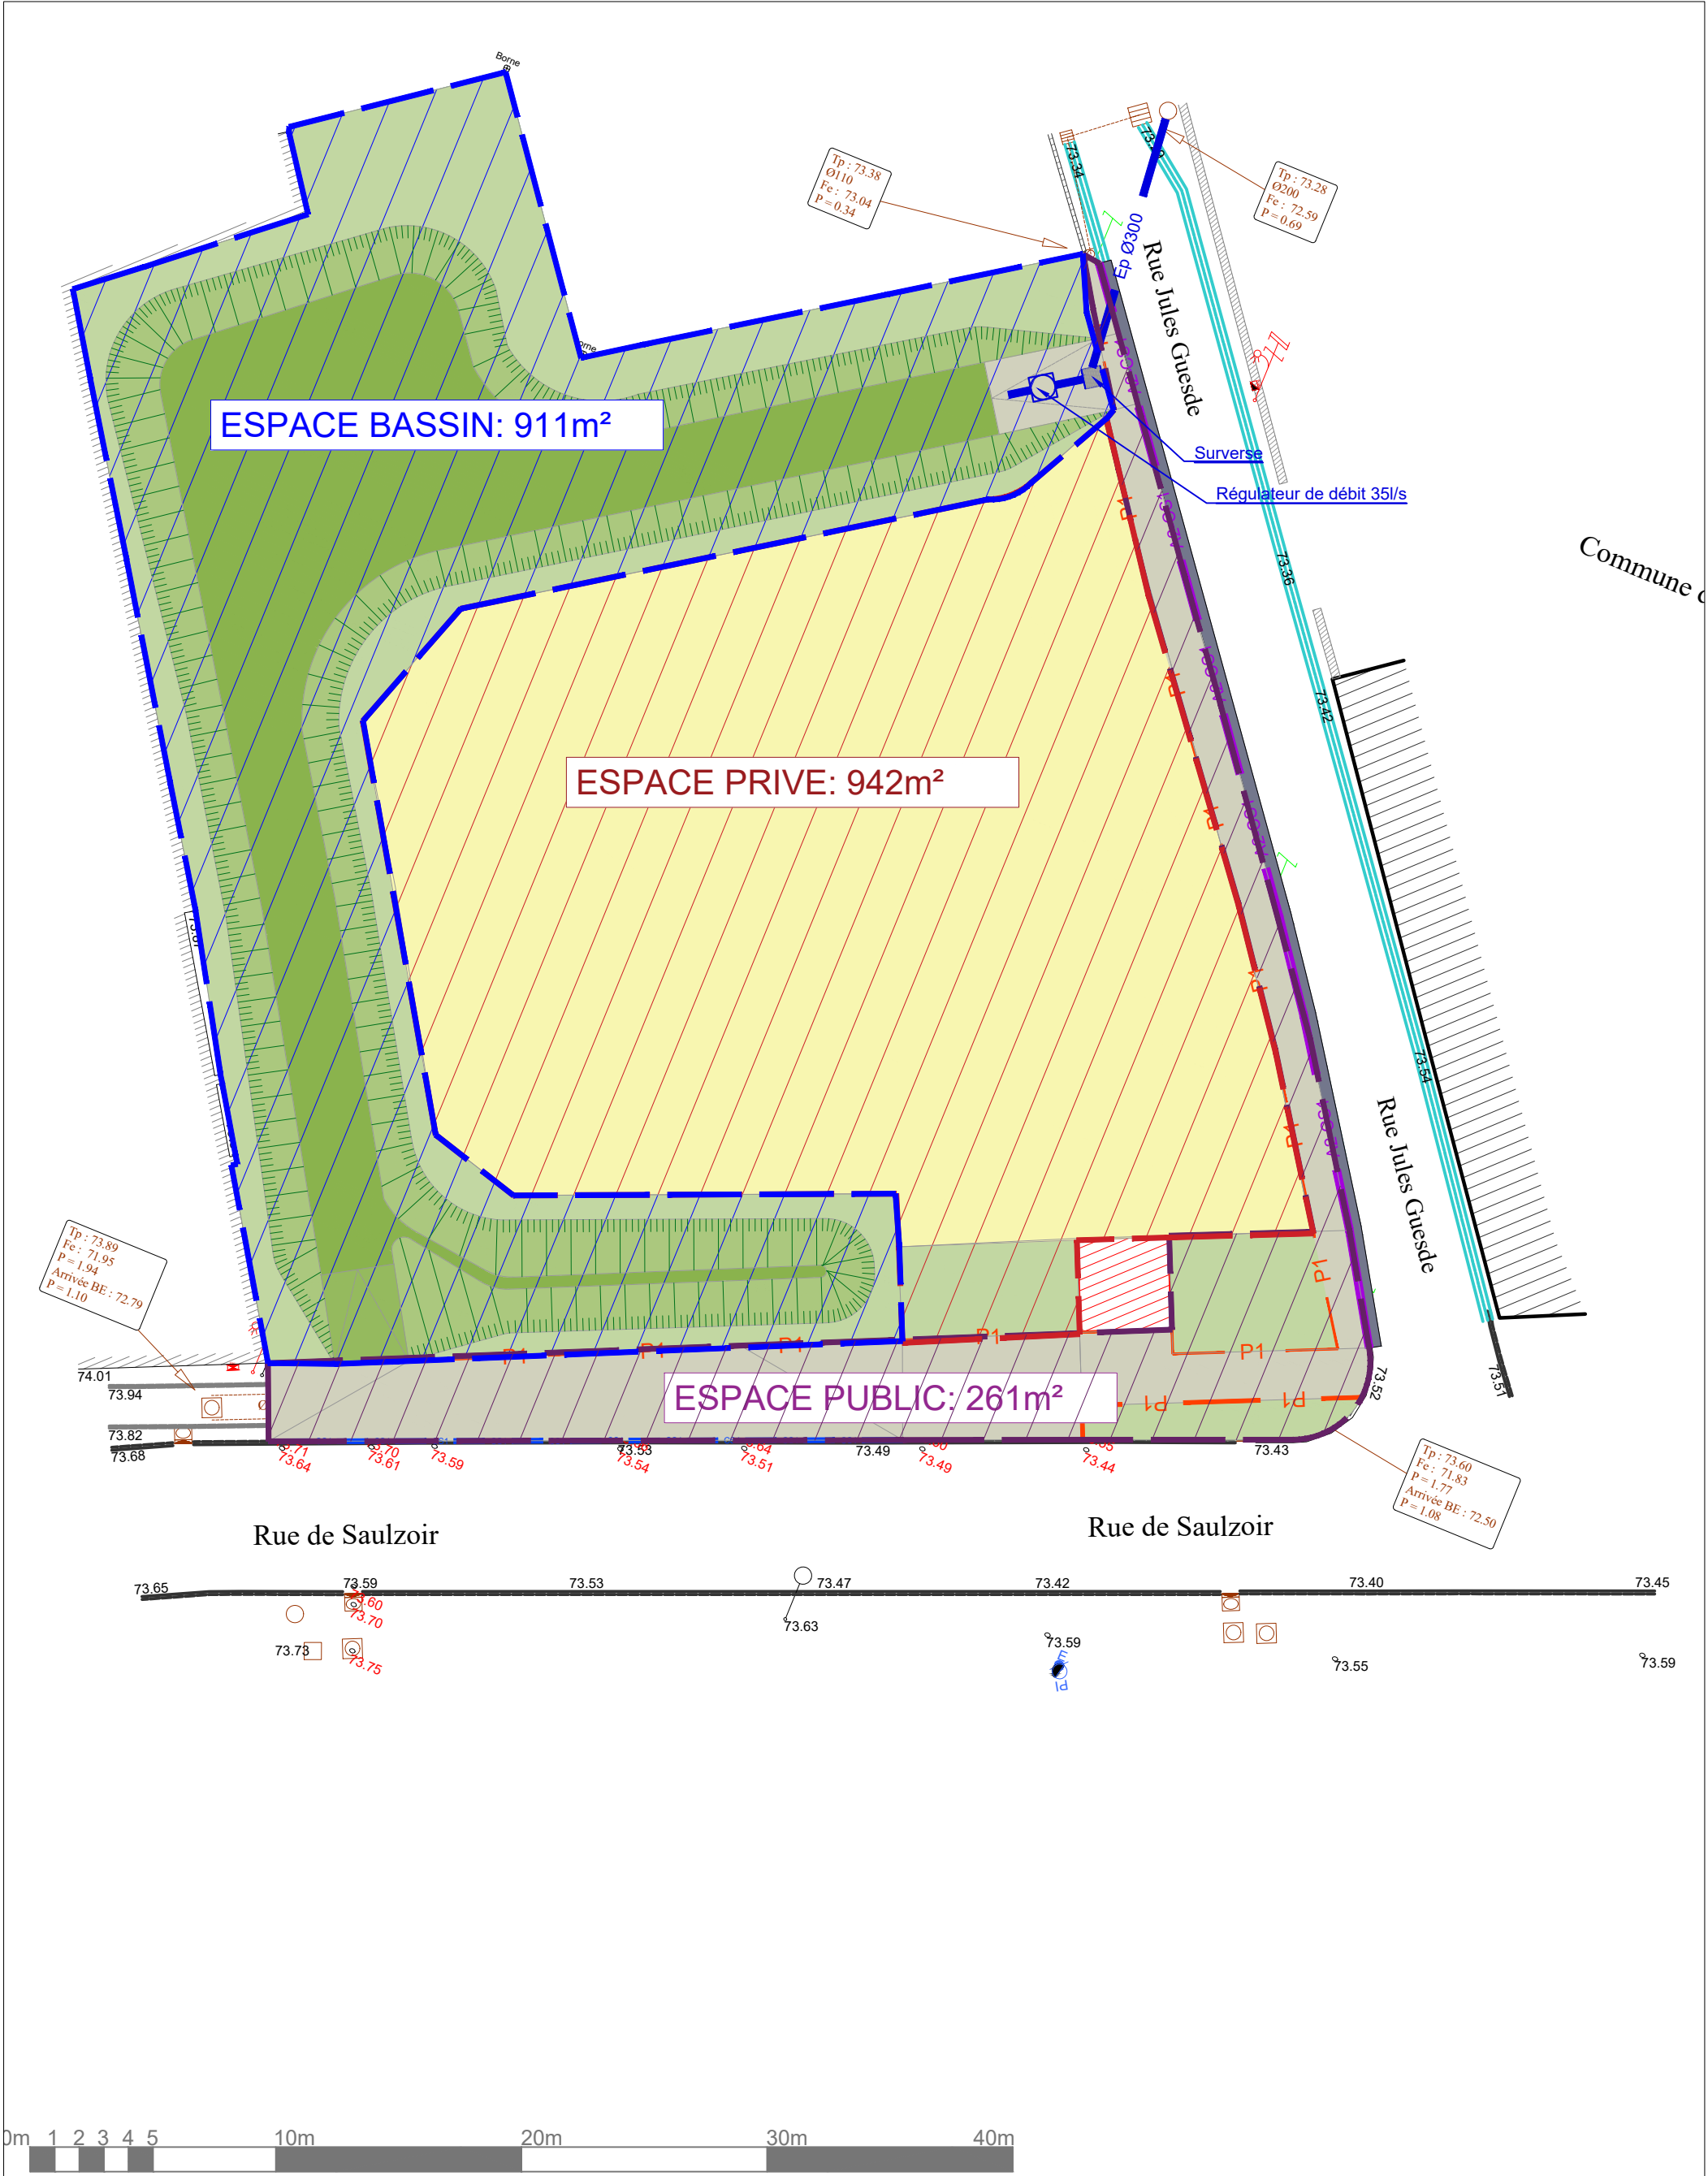 Borne
Tp : 73.38
Ø110
Fe : 73.04
P = 0.34
Tp : 73.28
Ø200
Fe : 72.59
P = 0.69
73.34
Ep Ø300
Rue Jules Guesde
ESPACE BASSIN: 911m²
Surverse
Régulateur de débit 35l/s
P1
73.36
Commune
P1
73.42
ESPACE PRIVE: 942m²
P1
P1
73.54
P1
Rue Jules Guesde
Tp : 73.89
Fe : 71.95
P = 1.94
Arrivée BE : 72.79
P = 1.10
P1
P1
P1
P1
P1
P1
74.01
73.94
73.82
73.68
ESPACE PUBLIC: 261m²
P1
P1
73.52
73.51
73.64
73.61
73.59
73.53
73.54
73.51
73.49
73.49
73.44
73.43
Tp : 73.60
Fe : 71.83
P = 1.77
Arrivée BE : 72.50
P = 1.08
Rue de Saulzoir
Rue de Saulzoir
73.65
73.59
73.53
73.47
73.42
73.40
73.45
73.60
73.70
73.63
73.73
73.75
73.59
73.55
73.59
0m 1 2 3 4 5 10m 20m 30m 40m